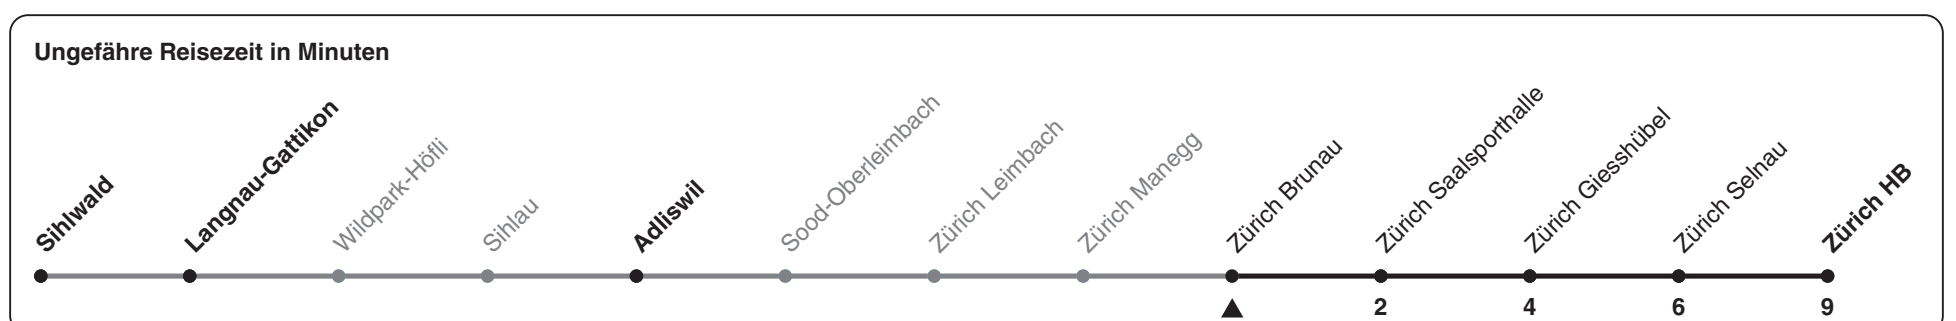 Ungefähre Reisezeit in Minuten
Sihlwald
Langnau-Gattikon
Wildpark-Höfli
Sihlau
Adliswil
Sood-Oberleimbach
Zürich Leimbach
Zürich Manegg
Zürich Brunau
Zürich Saalsporthalle
Zürich Giesshübel
Zürich Selnau
Zürich HB
2 4 6 9